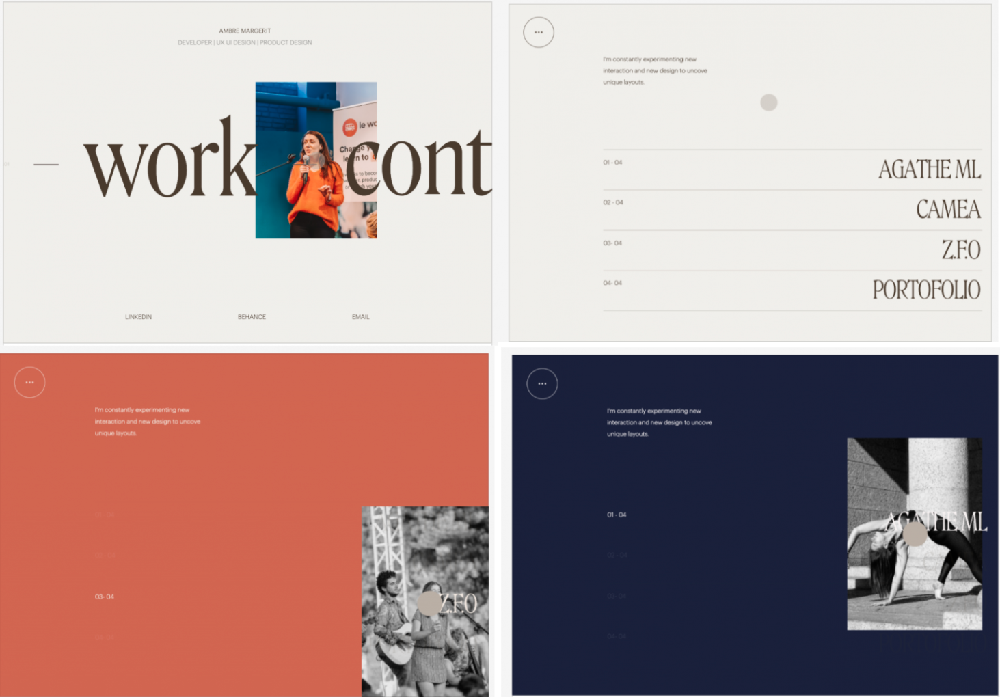 AMBRE MARGERIT
DEVELOPER | UX UI DESIGN | PRODUCT DESIGN
le wo
Change y
learn to
work
cont
LINKEDIN
BEHANCE
EMAIL
I'm constantly experimenting new
interaction and new design to uncove
unique layouts.
01 - 04
AGATHE ML
02 - 04
CAMEA
03- 04
Z.F.O
04- 04
PORTOFOLIO
I'm constantly experimenting new
interaction and new design to uncove
unique layouts.
01 - 04
02 - 04
03- 04
Z.F.O
04- 04
I'm constantly experimenting new
interaction and new design to uncove
unique layouts.
01 - 04
AGATHE ML
02 - 04
03- 04
04- 04
PORTOFOLIO